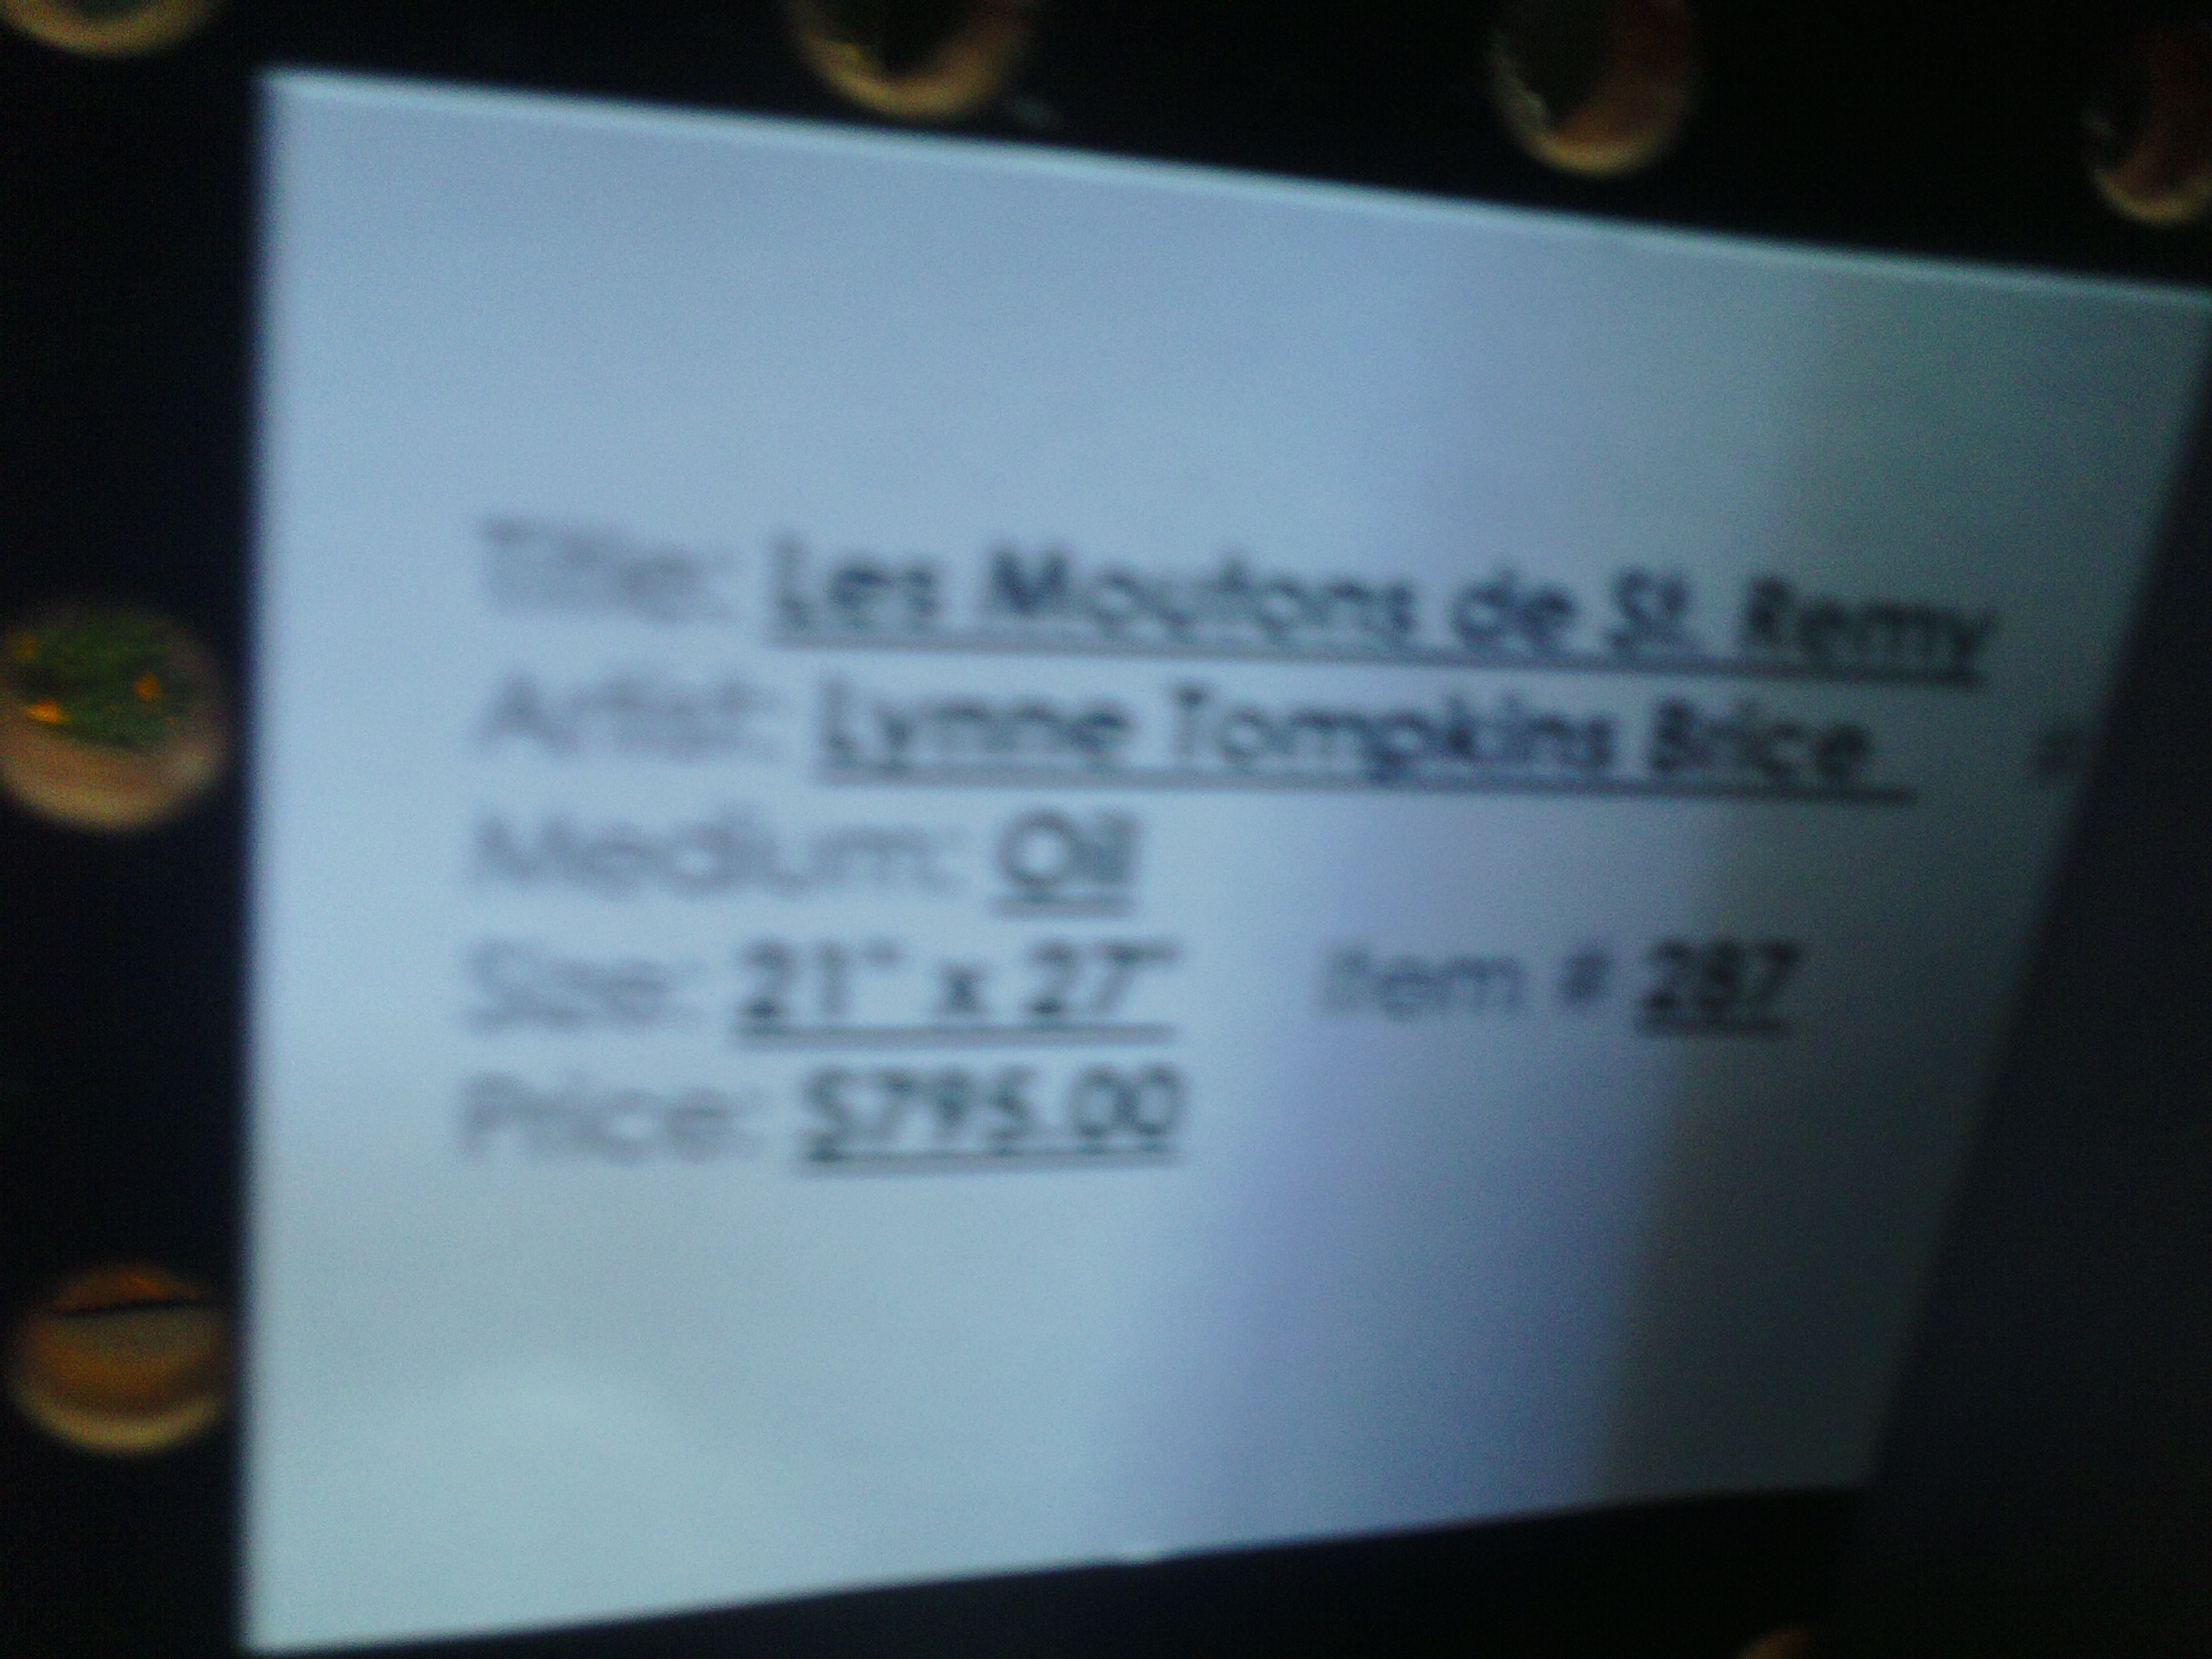 Title: Les Moutons de St. Remy
Artist: Lynne Tompkins Brice
Medium: Oil
Size: 21" x 27" Item # 287
Price: $795.00